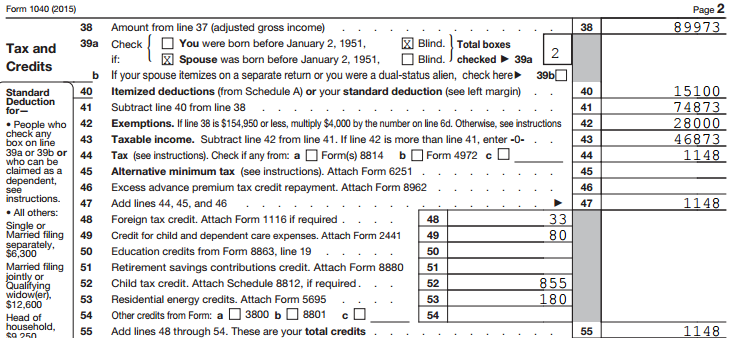 Form 1040 (2015) Page 2
38 Amount from line 37 (adjusted gross income) . . . . . . . . . . . . . 38 89973
39a Check { ☐ You were born before January 2, 1951, ☒ Blind. } Total boxes
if: ☒ Spouse was born before January 2, 1951, ☐ Blind. checked ▶ 39a 2
b If your spouse itemizes on a separate return or you were a dual-status alien, check here ▶ 39b ☐
Tax and
Credits
Standard
Deduction
for—
• People who
check any
box on line
39a or 39b or
who can be
claimed as a
dependent,
see
instructions.
• All others:
Single or
Married filing
separately,
$6,300
Married filing
jointly or
Qualifying
widow(er),
$12,600
Head of
household,
$9,250
40 Itemized deductions (from Schedule A) or your standard deduction (see left margin) . . 40 15100
41 Subtract line 40 from line 38 . . . . . . . . . . . . . 41 74873
42 Exemptions. If line 38 is $154,950 or less, multiply $4,000 by the number on line 6d. Otherwise, see instructions 42 28000
43 Taxable income. Subtract line 42 from line 41. If line 42 is more than line 41, enter -0- . . 43 46873
44 Tax (see instructions). Check if any from: a ☐ Form(s) 8814 b ☐ Form 4972 c ☐ 44 1148
45 Alternative minimum tax (see instructions). Attach Form 6251 . . . . . . . . . 45
46 Excess advance premium tax credit repayment. Attach Form 8962 . . . . . . . . 46
47 Add lines 44, 45, and 46 . . . . . . . . . . . . . ▶ 47 1148
48 Foreign tax credit. Attach Form 1116 if required . . . . 48 33
49 Credit for child and dependent care expenses. Attach Form 2441 49 80
50 Education credits from Form 8863, line 19 . . . . . 50
51 Retirement savings contributions credit. Attach Form 8880 51
52 Child tax credit. Attach Schedule 8812, if required . . . 52 855
53 Residential energy credits. Attach Form 5695 . . . . 53 180
54 Other credits from Form: a ☐ 3800 b ☐ 8801 c ☐ 54
55 Add lines 48 through 54. These are your total credits . . . . . . . . . . . . 55 1148